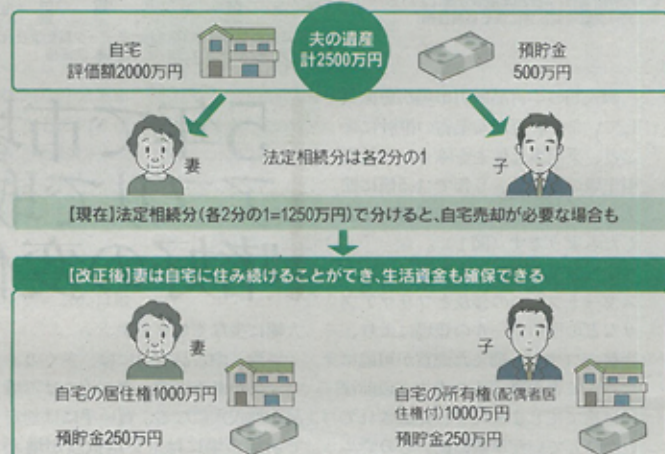 夫の遺産
計2500万円
自宅
評価額2000万円
預貯金
500万円
妻
法定相続分は各2分の1
子
【現在】法定相続分(各2分の1=1250万円)で分けると、自宅売却が必要な場合も
【改正後】妻は自宅に住み続けることができ、生活資金も確保できる
妻
自宅の居住権1000万円
預貯金250万円
子
自宅の所有権(配偶者居
住権付)1000万円
預貯金250万円